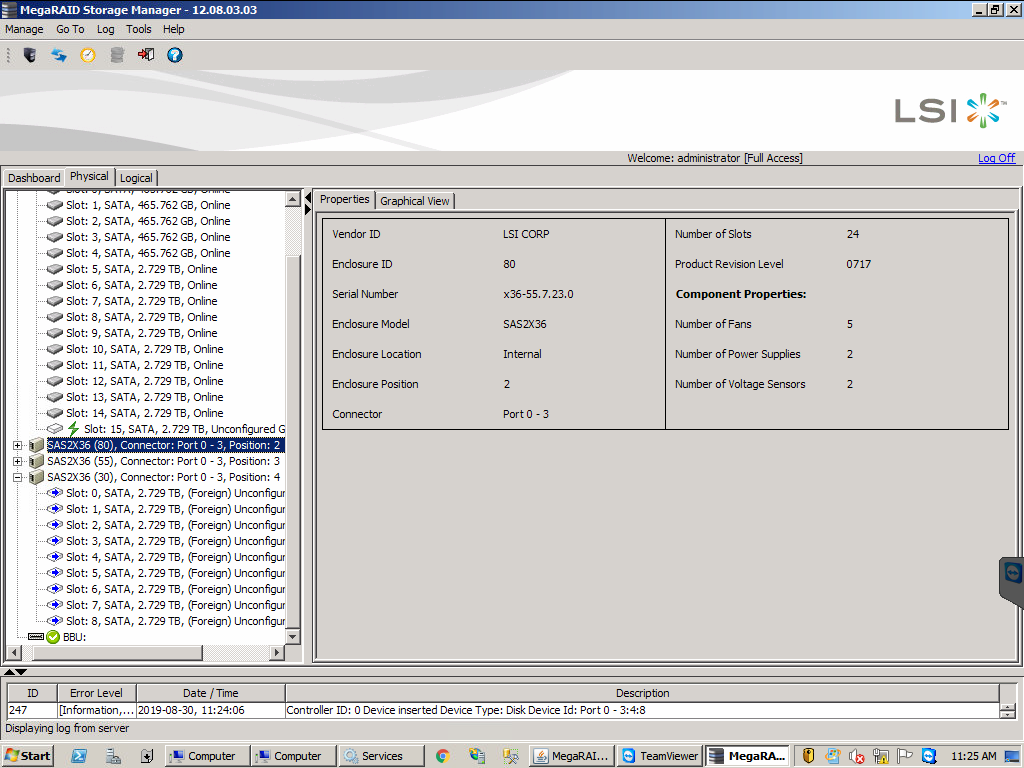 MegaRAID Storage Manager - 12.08.03.03
Manage Go To Log Tools Help
LSI
Welcome: administrator [Full Access]
Log Off
Dashboard Physical Logical
Slot: 1, SATA, 465.762 GB, Online
Slot: 2, SATA, 465.762 GB, Online
Slot: 3, SATA, 465.762 GB, Online
Slot: 4, SATA, 465.762 GB, Online
Slot: 5, SATA, 2.729 TB, Online
Slot: 6, SATA, 2.729 TB, Online
Slot: 7, SATA, 2.729 TB, Online
Slot: 8, SATA, 2.729 TB, Online
Slot: 9, SATA, 2.729 TB, Online
Slot: 10, SATA, 2.729 TB, Online
Slot: 11, SATA, 2.729 TB, Online
Slot: 12, SATA, 2.729 TB, Online
Slot: 13, SATA, 2.729 TB, Online
Slot: 14, SATA, 2.729 TB, Online
Slot: 15, SATA, 2.729 TB, Unconfigured G
SAS2X36 (80), Connector: Port 0 - 3, Position: 2
SAS2X36 (55), Connector: Port 0 - 3, Position: 3
SAS2X36 (30), Connector: Port 0 - 3, Position: 4
Slot: 0, SATA, 2.729 TB, (Foreign) Unconfigur
Slot: 1, SATA, 2.729 TB, (Foreign) Unconfigur
Slot: 2, SATA, 2.729 TB, (Foreign) Unconfigur
Slot: 3, SATA, 2.729 TB, (Foreign) Unconfigur
Slot: 4, SATA, 2.729 TB, (Foreign) Unconfigur
Slot: 5, SATA, 2.729 TB, (Foreign) Unconfigur
Slot: 6, SATA, 2.729 TB, (Foreign) Unconfigur
Slot: 7, SATA, 2.729 TB, (Foreign) Unconfigur
Slot: 8, SATA, 2.729 TB, (Foreign) Unconfigur
BBU:
Properties Graphical View
Vendor ID LSI CORP
Enclosure ID 80
Serial Number x36-55.7.23.0
Enclosure Model SAS2X36
Enclosure Location Internal
Enclosure Position 2
Connector Port 0 - 3
Number of Slots 24
Product Revision Level 0717
Component Properties:
Number of Fans 5
Number of Power Supplies 2
Number of Voltage Sensors 2
ID Error Level Date / Time Description
247 [Information,... 2019-08-30, 11:24:06 Controller ID: 0 Device inserted Device Type: Disk Device Id: Port 0 - 3:4:8
Displaying log from server
Start Computer Computer Services MegaRAI... TeamViewer MegaRA... 11:25 AM